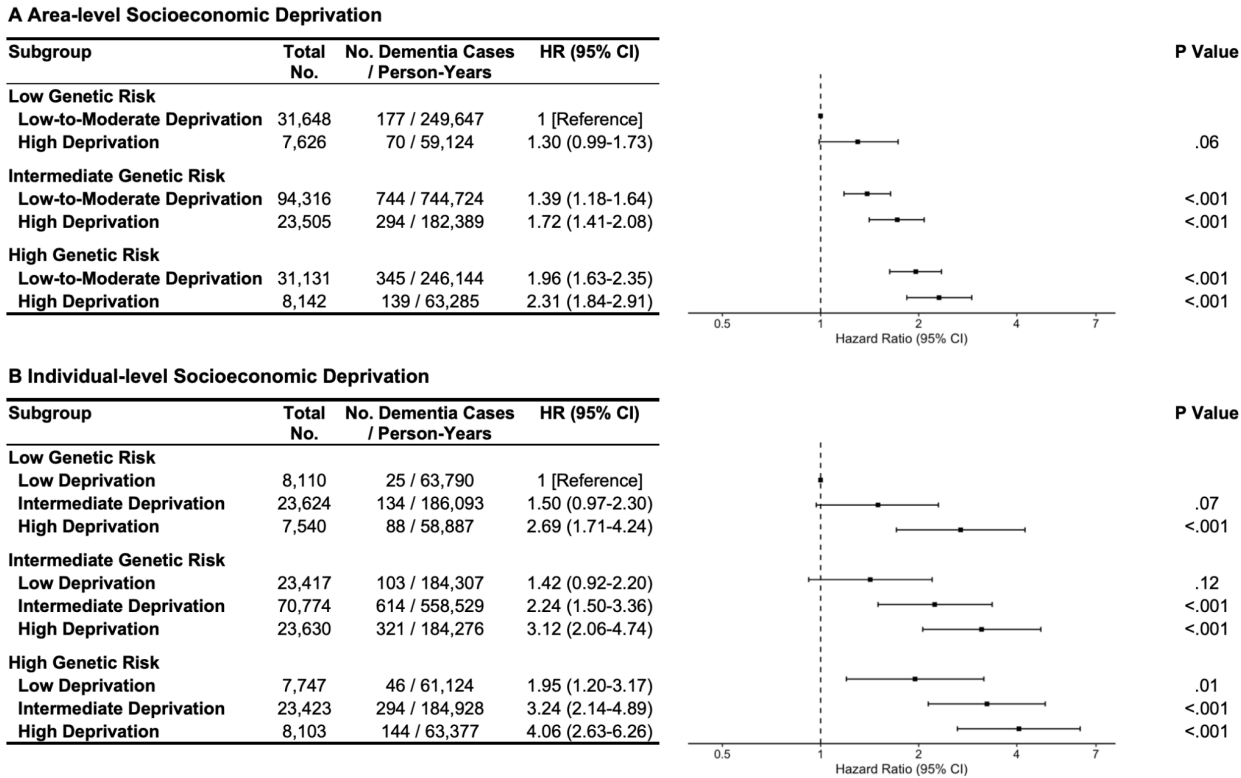 A Area-level Socioeconomic Deprivation
Subgroup Total No. No. Dementia Cases / Person-Years HR (95% CI) P Value
Low Genetic Risk
Low-to-Moderate Deprivation 31,648 177 / 249,647 1 [Reference]
High Deprivation 7,626 70 / 59,124 1.30 (0.99-1.73) .06
Intermediate Genetic Risk
Low-to-Moderate Deprivation 94,316 744 / 744,724 1.39 (1.18-1.64) <.001
High Deprivation 23,505 294 / 182,389 1.72 (1.41-2.08) <.001
High Genetic Risk
Low-to-Moderate Deprivation 31,131 345 / 246,144 1.96 (1.63-2.35) <.001
High Deprivation 8,142 139 / 63,285 2.31 (1.84-2.91) <.001
0.5 1 2 4 7
Hazard Ratio (95% CI)
B Individual-level Socioeconomic Deprivation
Subgroup Total No. No. Dementia Cases / Person-Years HR (95% CI) P Value
Low Genetic Risk
Low Deprivation 8,110 25 / 63,790 1 [Reference]
Intermediate Deprivation 23,624 134 / 186,093 1.50 (0.97-2.30) .07
High Deprivation 7,540 88 / 58,887 2.69 (1.71-4.24) <.001
Intermediate Genetic Risk
Low Deprivation 23,417 103 / 184,307 1.42 (0.92-2.20) .12
Intermediate Deprivation 70,774 614 / 558,529 2.24 (1.50-3.36) <.001
High Deprivation 23,630 321 / 184,276 3.12 (2.06-4.74) <.001
High Genetic Risk
Low Deprivation 7,747 46 / 61,124 1.95 (1.20-3.17) .01
Intermediate Deprivation 23,423 294 / 184,928 3.24 (2.14-4.89) <.001
High Deprivation 8,103 144 / 63,377 4.06 (2.63-6.26) <.001
0.5 1 2 4 7
Hazard Ratio (95% CI)